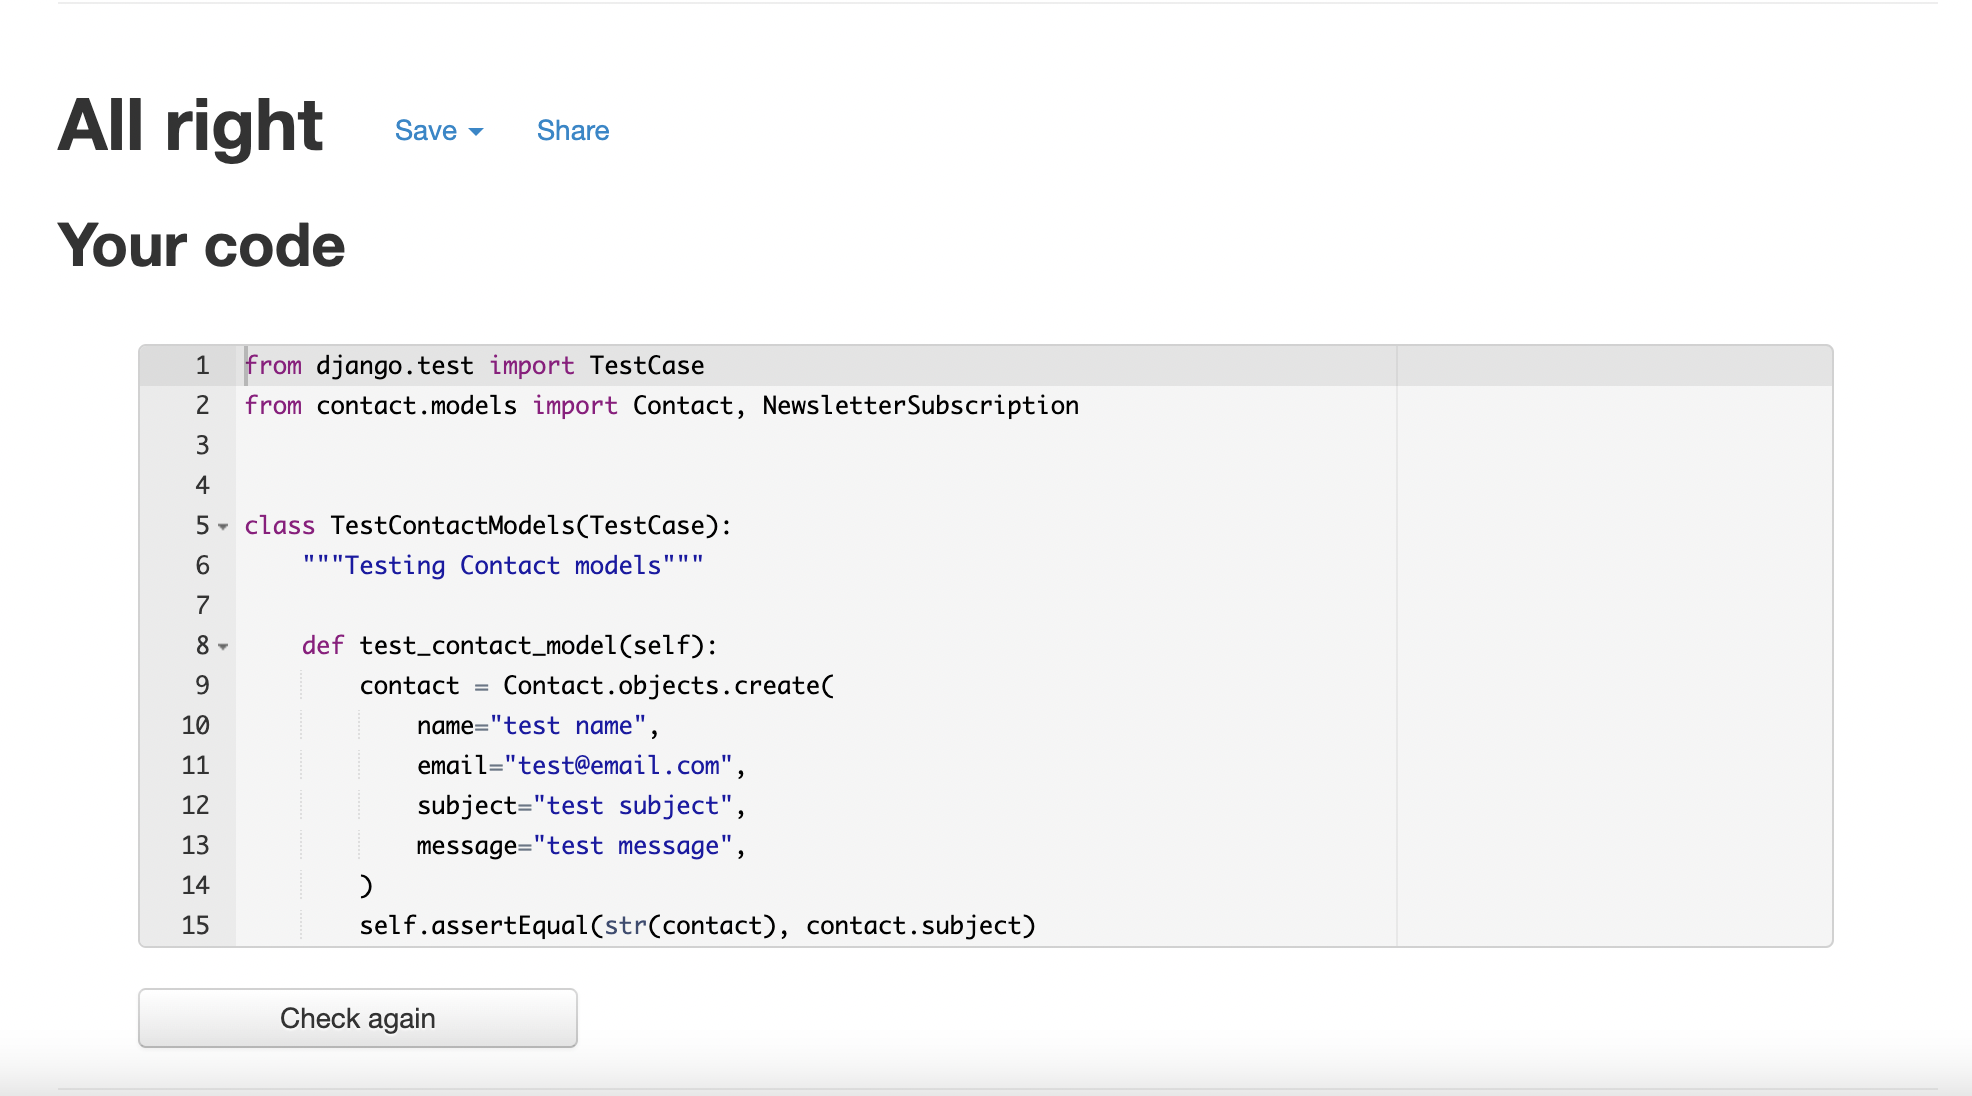 All right
Save Share
Your code
1 from django.test import TestCase
2 from contact.models import Contact, NewsletterSubscription
3
4
5 class TestContactModels(TestCase):
6     """Testing Contact models"""
7
8     def test_contact_model(self):
9         contact = Contact.objects.create(
10             name="test name",
11             email="test@email.com",
12             subject="test subject",
13             message="test message",
14         )
15         self.assertEqual(str(contact), contact.subject)
Check again